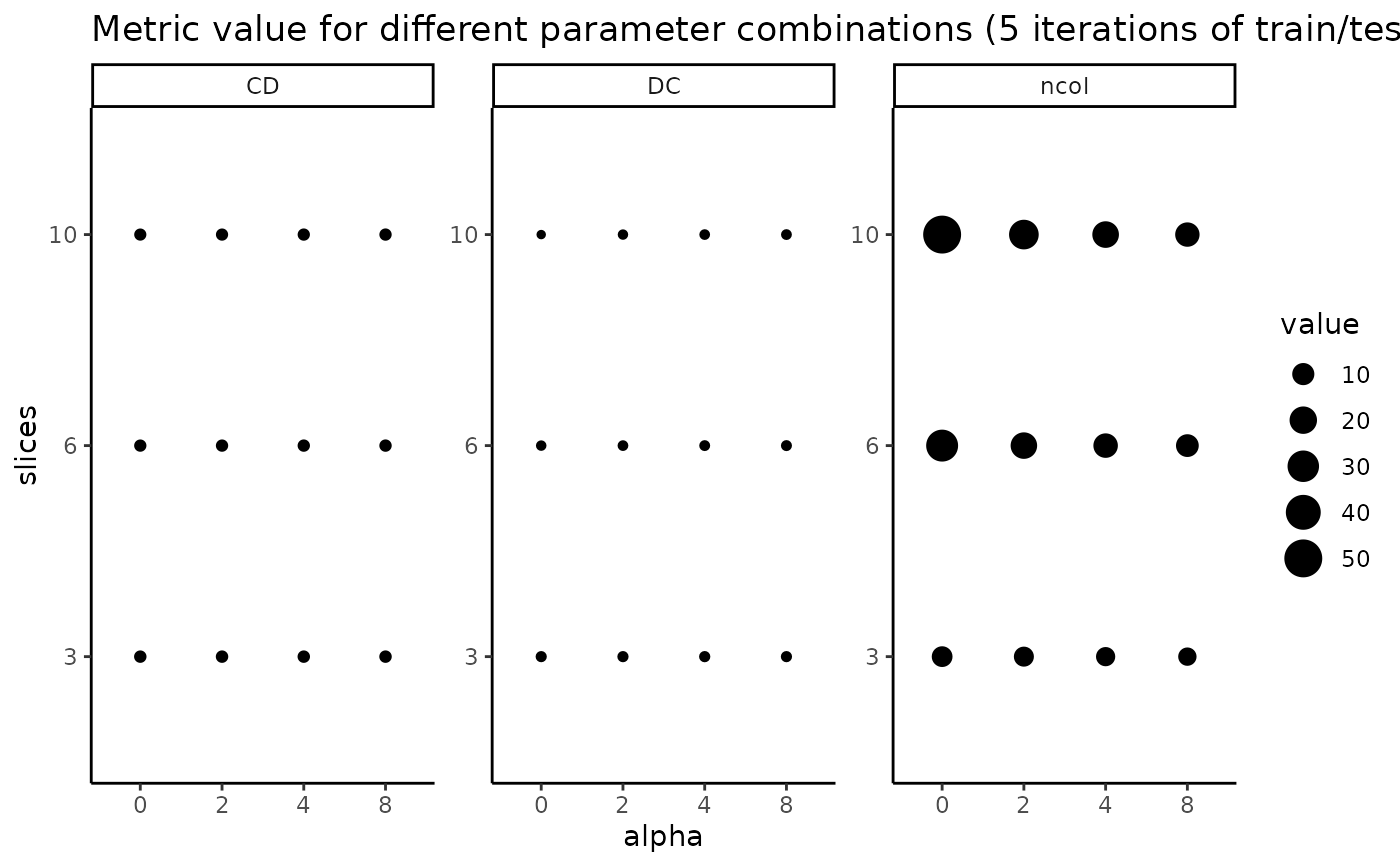 Metric value for different parameter combinations (5 iterations of train/tes
CD
DC
ncol
slices
10
6
3
10
6
3
10
6
3
0 2 4 8
0 2 4 8
0 2 4 8
alpha
value
10
20
30
40
50